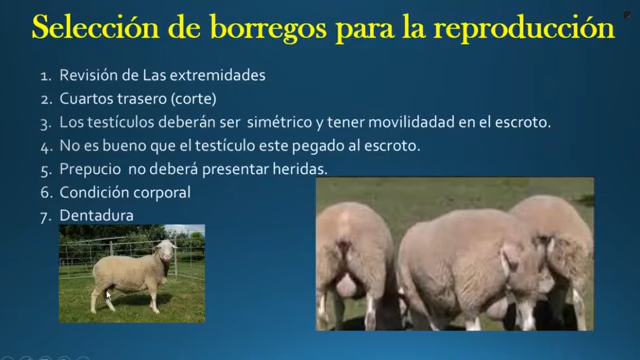 Selección de borregos para la reproducción
1. Revisión de Las extremidades
2. Cuartos trasero (corte)
3. Los testículos deberán ser simétrico y tener movilidadad en el escroto.
4. No es bueno que el testículo este pegado al escroto.
5. Prepucio no deberá presentar heridas.
6. Condición corporal
7. Dentadura